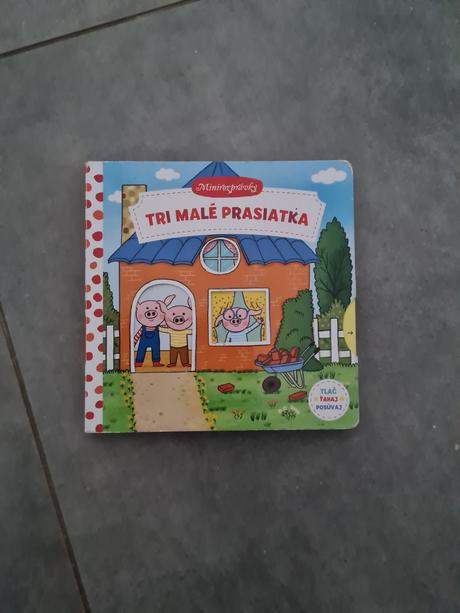 Minirozprávky
TRI MALÉ PRASIATKA
TLAČ
ŤAHAJ
POSÚVAJ